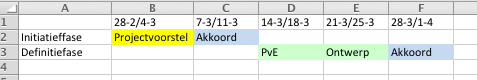 A B C D E F
1 28-2/4-3 7-3/11-3 14-3/18-3 21-3/25-3 28-3/1-4
2 Initiatieffase Projectvoorstel Akkoord
3 Definitiefase PvE Ontwerp Akkoord
4